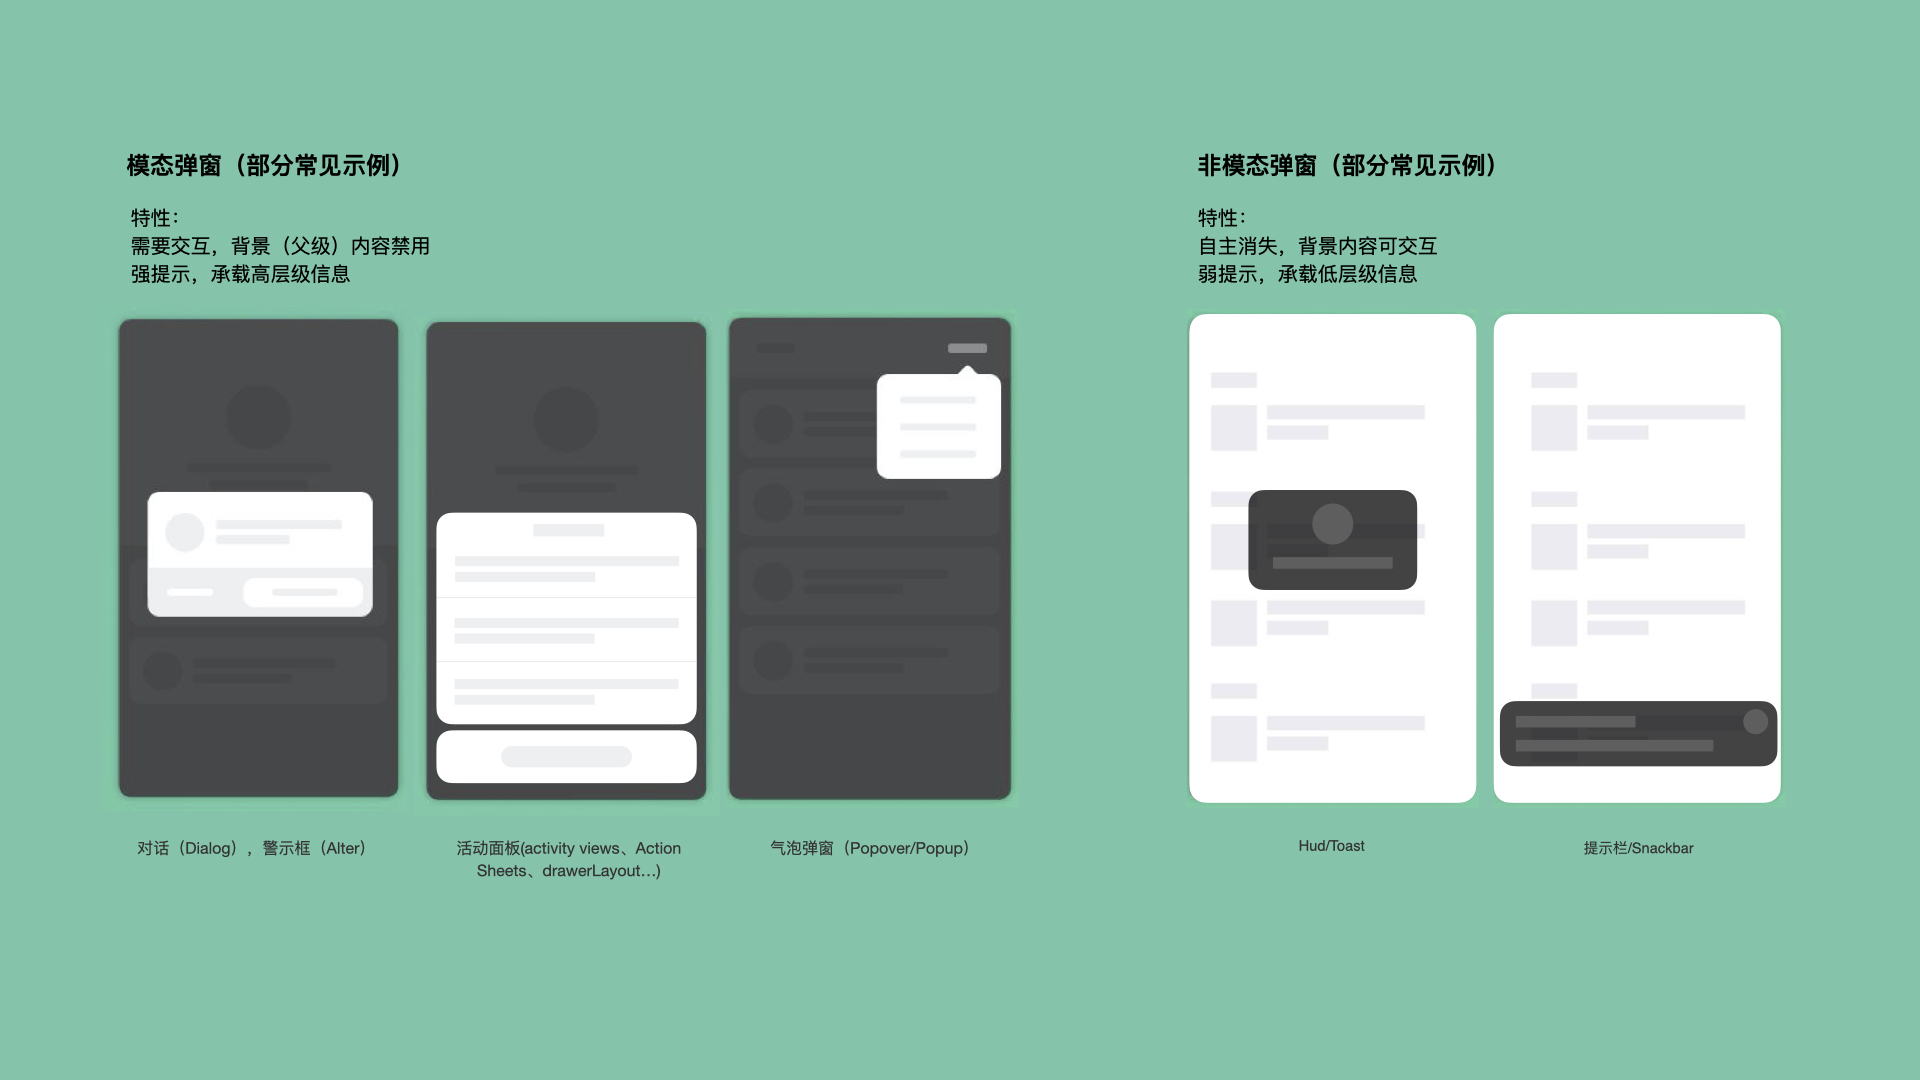 模态弹窗（部分常见示例）
特性：
需要交互，背景（父级）内容禁用
强提示，承载高层级信息
对话（Dialog），警示框（Alter）
活动面板(activity views、Action
Sheets、drawerLayout...)
气泡弹窗（Popover/Popup）
非模态弹窗（部分常见示例）
特性：
自主消失，背景内容可交互
弱提示，承载低层级信息
Hud/Toast
提示栏/Snackbar